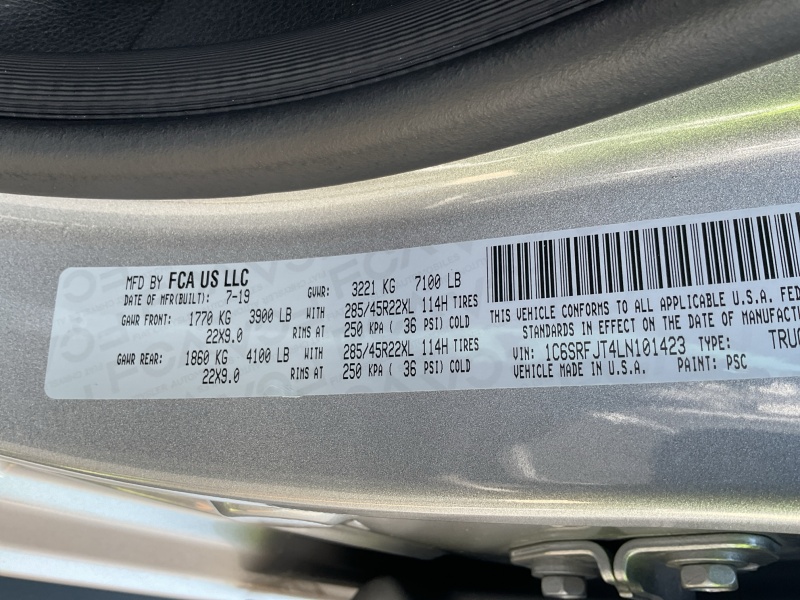 MFD BY FCA US LLC
DATE OF MFR(BUILT): 7-19 GVWR: 3221 KG 7100 LB
GAWR FRONT: 1770 KG 3900 LB WITH 285/45R22XL 114H TIRES
22X9.0 RIMS AT 250 KPA ( 36 PSI) COLD
GAWR REAR: 1860 KG 4100 LB WITH 285/45R22XL 114H TIRES
22X9.0 RIMS AT 250 KPA ( 36 PSI) COLD
THIS VEHICLE CONFORMS TO ALL APPLICABLE U.S.A. FED
STANDARDS IN EFFECT ON THE DATE OF MANUFACT
VIN: 1C6SRFJT4LN101423 TYPE: TRUC
VEHICLE MADE IN U.S.A. PAINT: PSC